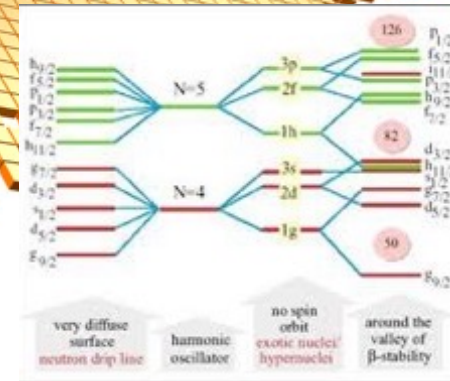 h9/2
f5/2
p1/2
p3/2
f7/2
h11/2
g7/2
d3/2
s1/2
d5/2
g9/2
N=5
N=4
3p
2f
1h
3s
2d
1g
126
82
50
p1/2
f5/2
i11/
p3/2
h9/2
f7/2
d3/2
h11/
s1/2
g7/2
d5/2
g9/2
very diffuse
surface
neutron drip line
harmonic
oscillator
no spin
orbit
exotic nuclei/
hypernuclei
around the
valley of
β-stability